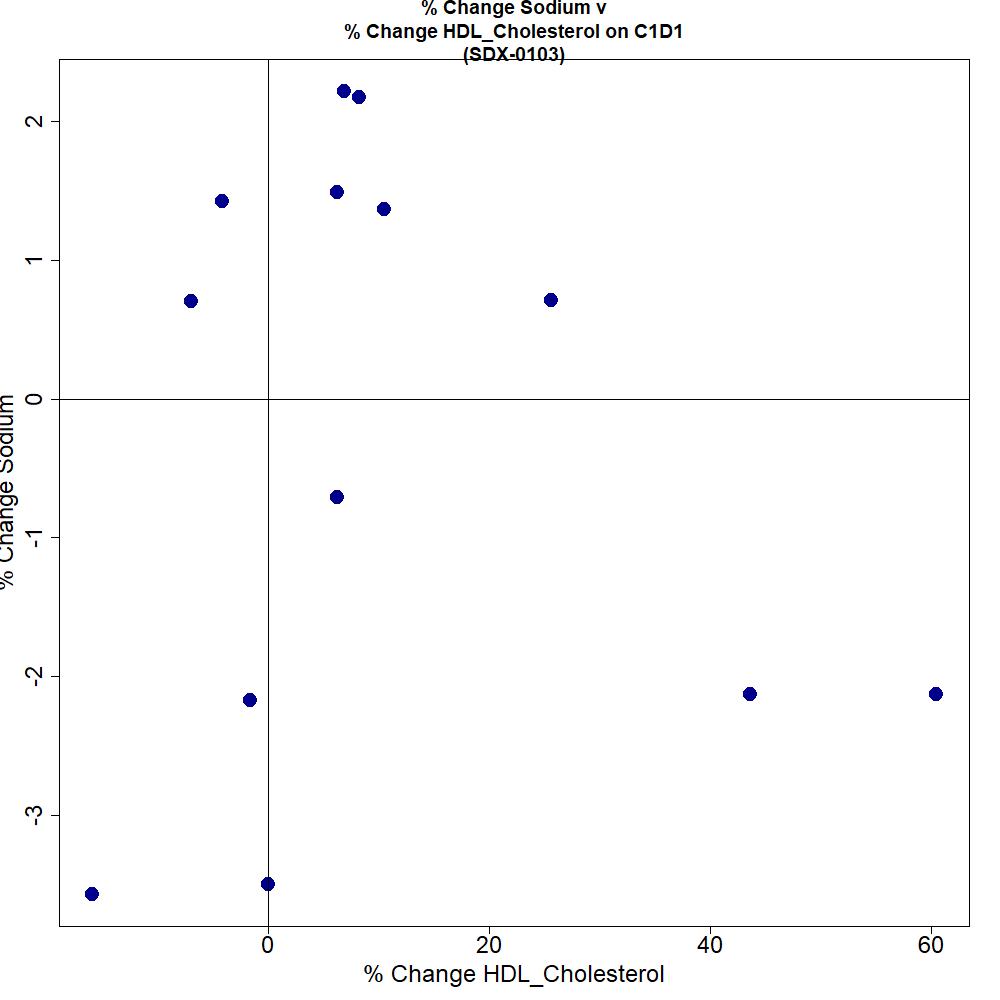 % Change Sodium v
% Change HDL_Cholesterol on C1D1
(SDX-0103)
2
1
0
-1
-2
-3
% Change Sodium
0 20 40 60
% Change HDL_Cholesterol